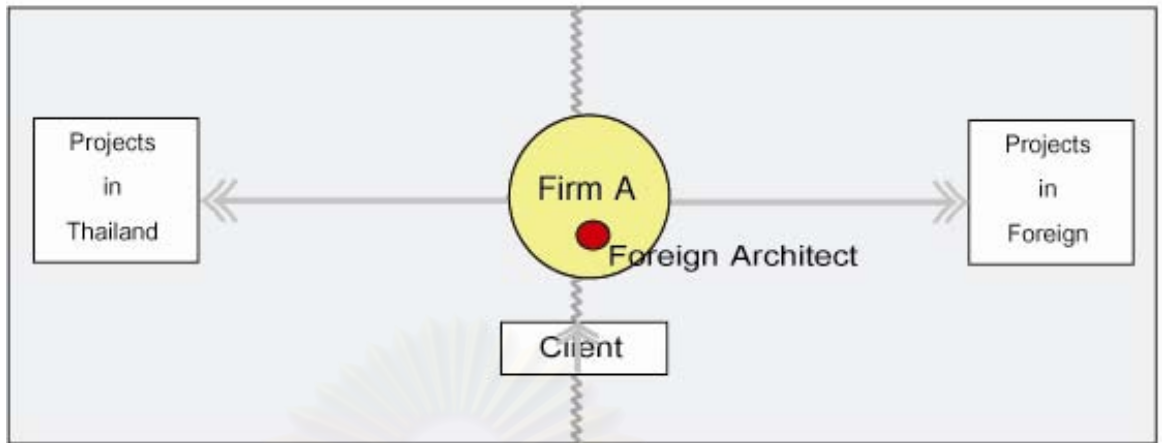 Projects
in
Thailand
Firm A
Foreign Architect
Projects
in
Foreign
Client